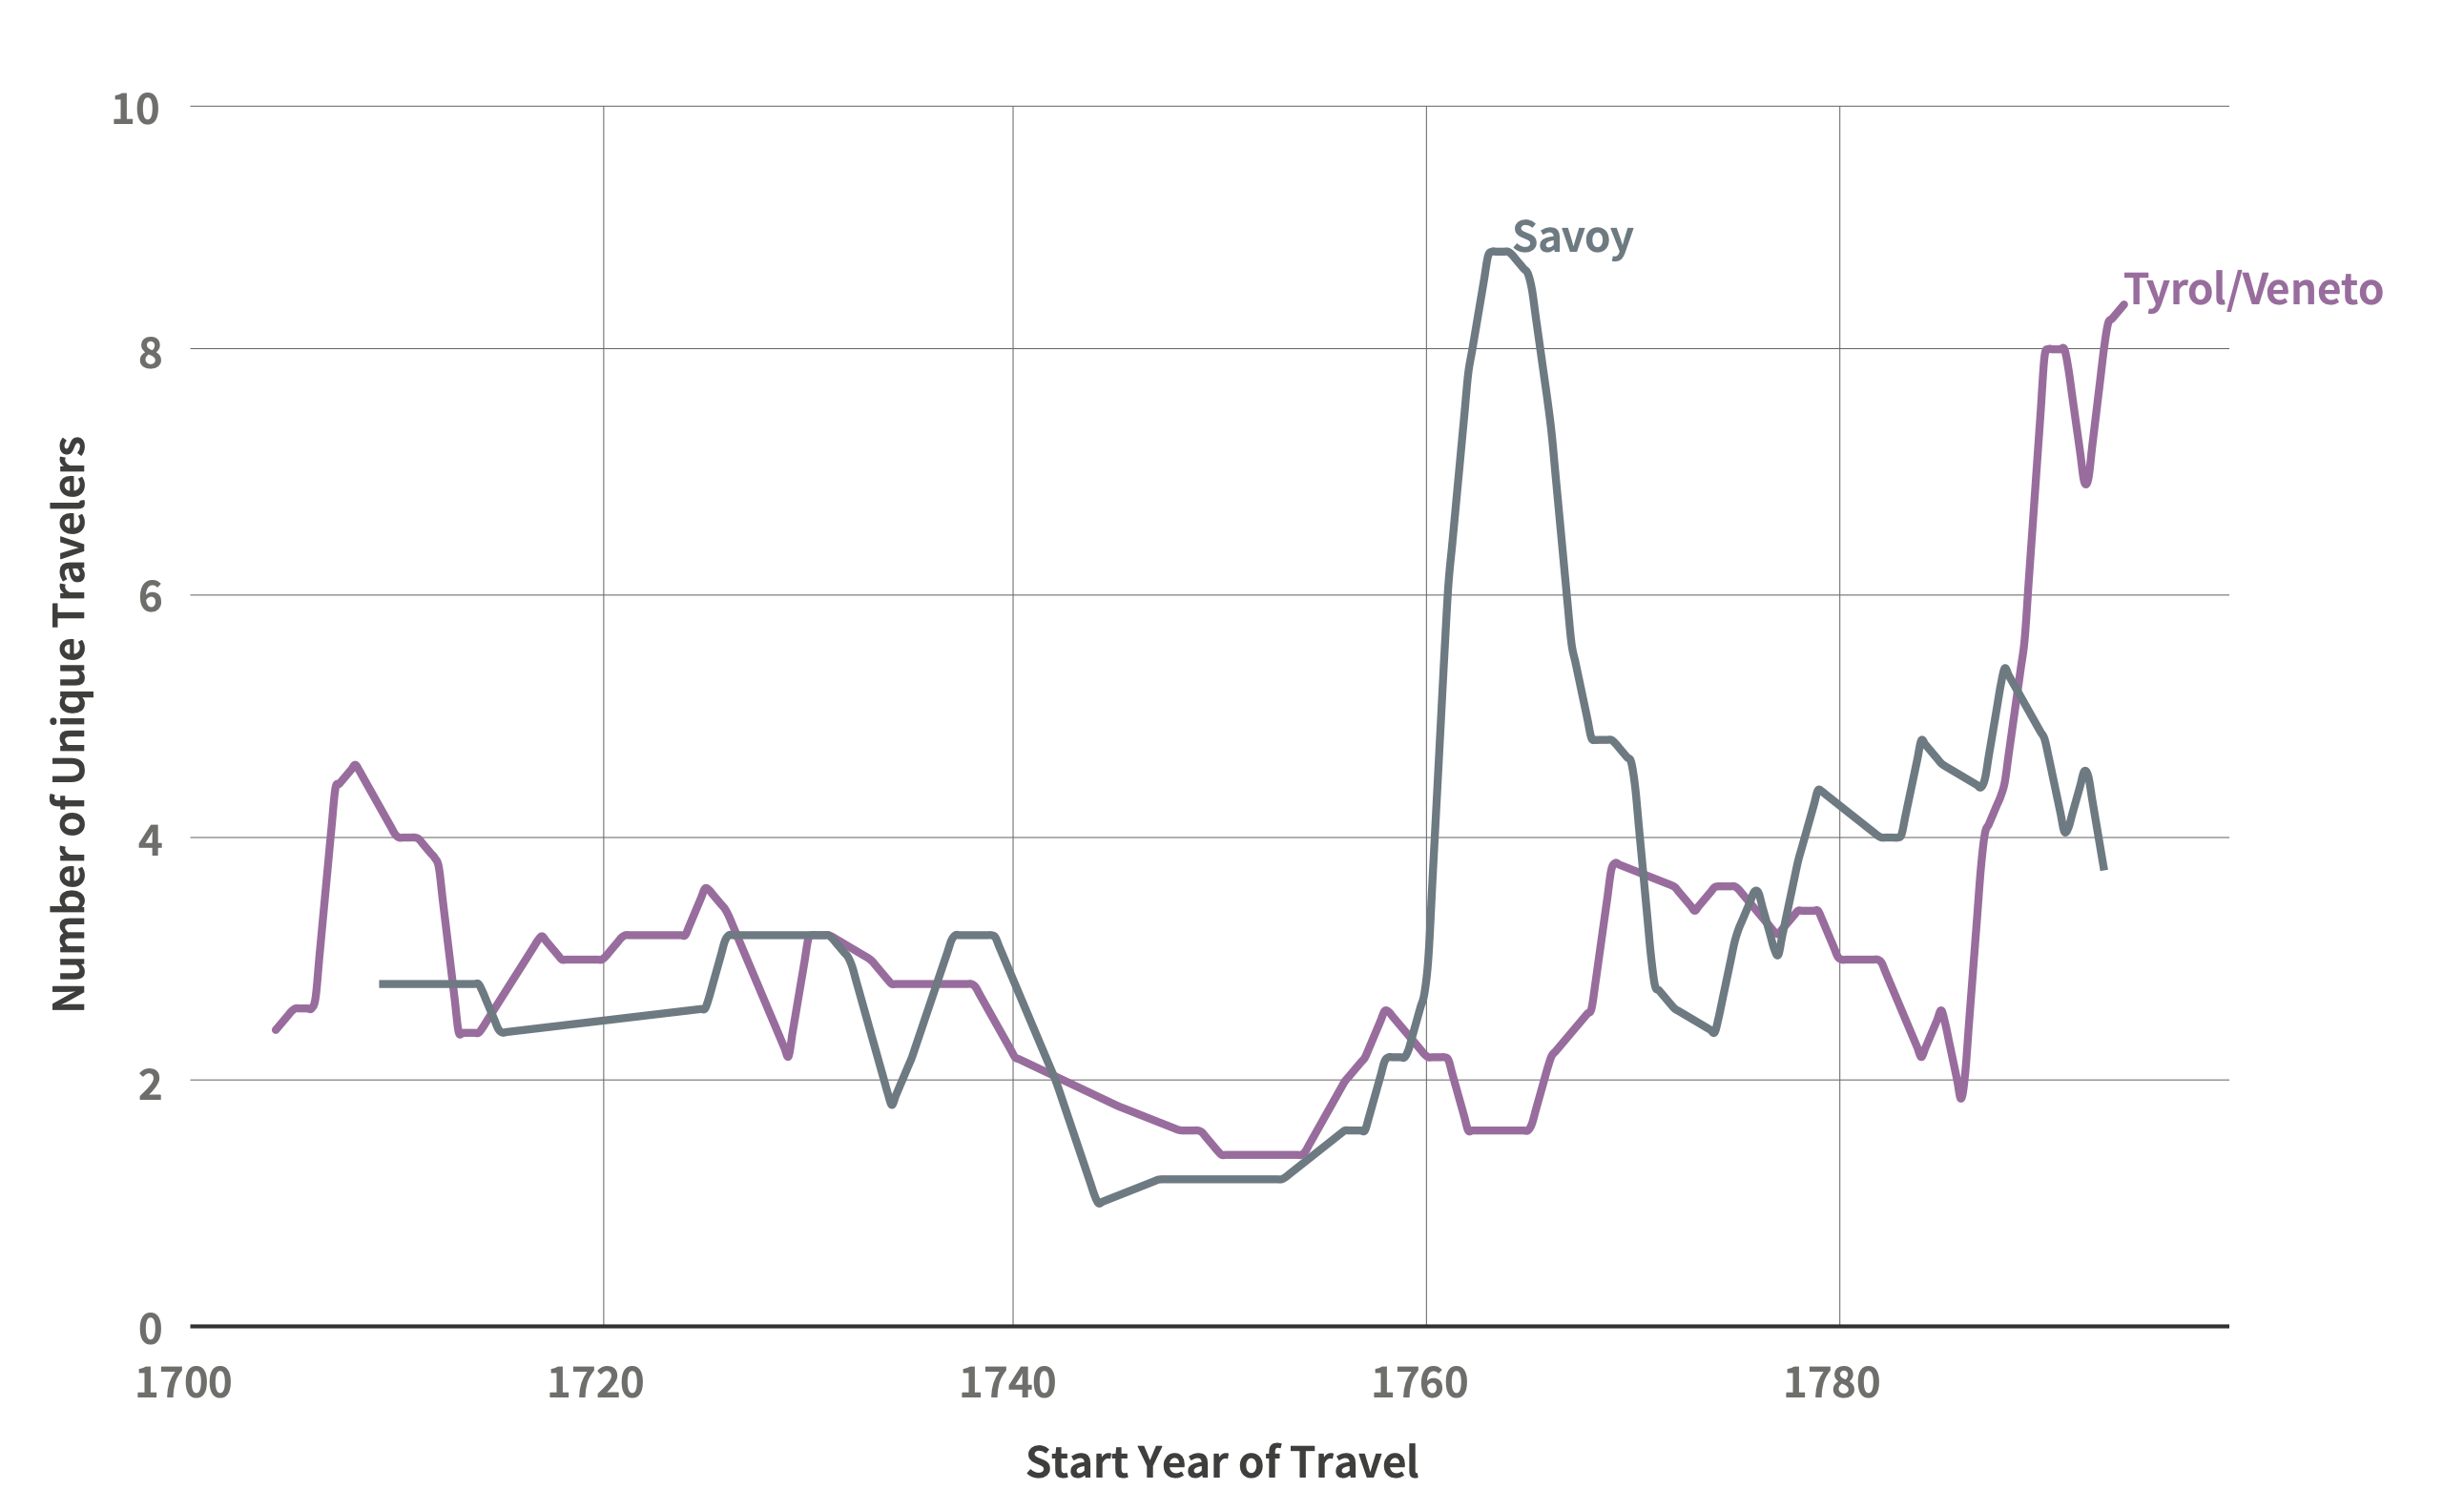 10
Savoy
Tyrol/Veneto
8
6
4
2
0
Number of Unique Travelers
1700 1720 1740 1760 1780
Start Year of Travel